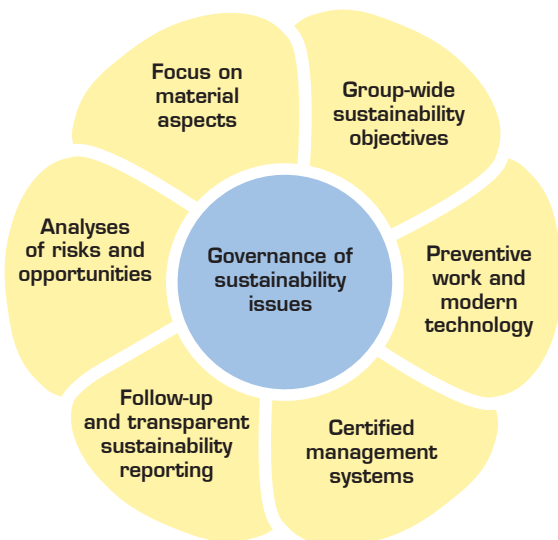 Focus on
material
aspects
Group-wide
sustainability
objectives
Preventive
work and
modern
technology
Certified
management
systems
Follow-up
and transparent
sustainability
reporting
Analyses
of risks and
opportunities
Governance of
sustainability
issues